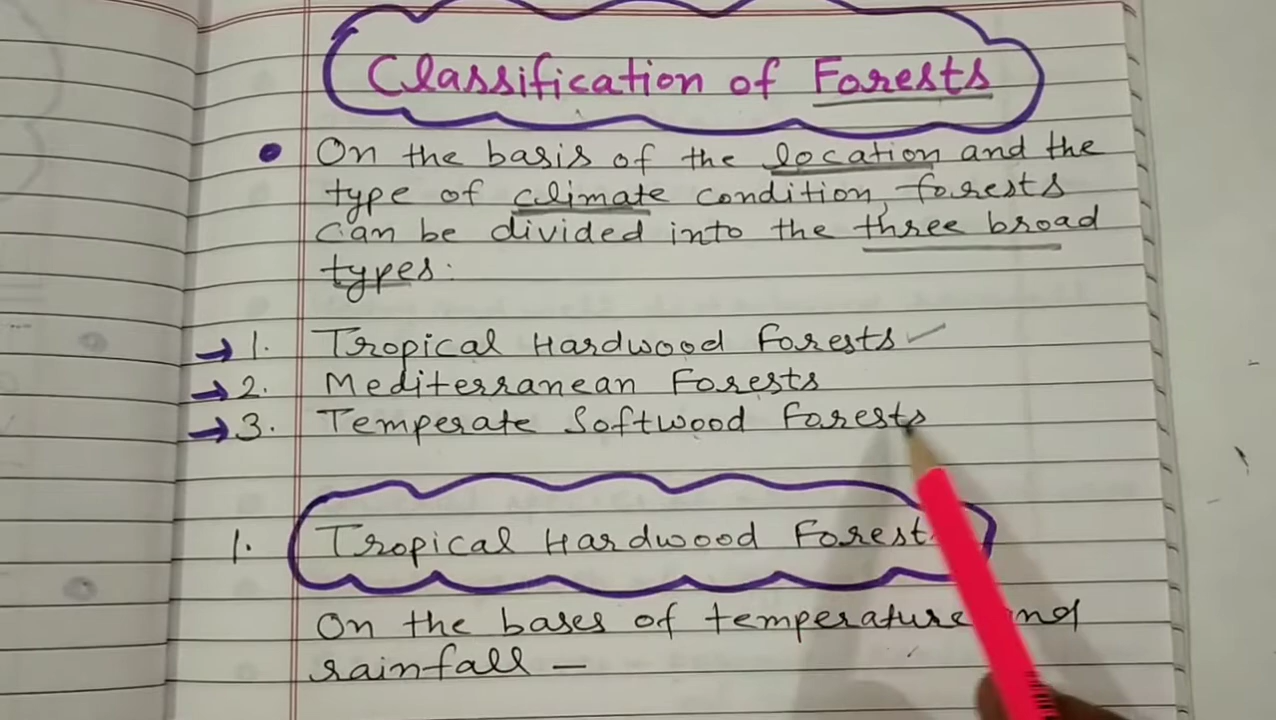 Classification of Forests
On the basis of the location and the
type of climate condition, forests
can be divided into the three broad
types:
→ 1. Tropical Hardwood Forests ✓
→ 2. Mediterranean Forests
→ 3. Temperate Softwood Forests
1. Tropical Hardwood Forest
On the bases of temperature and
rainfall —